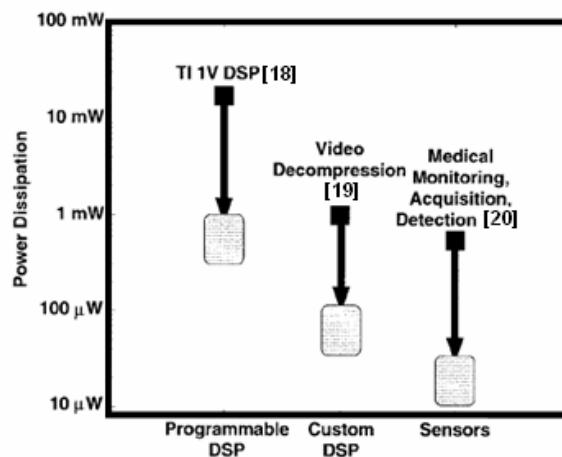 100 mW
TI 1V DSP [18]
10 mW
Video
Decompression
[19]
Medical
Monitoring,
Acquisition,
Detection [20]
Power Dissipation
1 mW
100 μW
10 μW
Programmable
DSP
Custom
DSP
Sensors